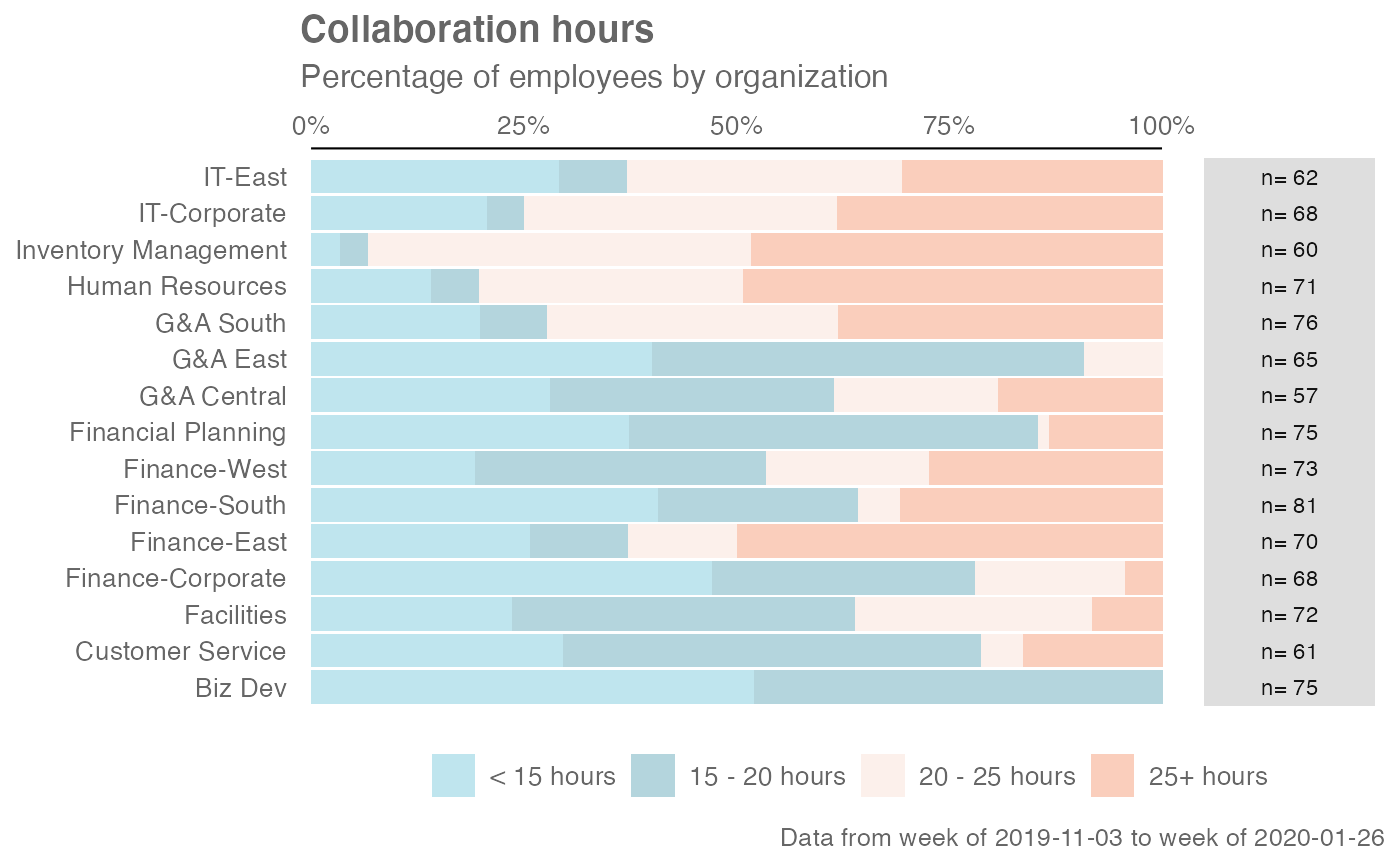 Collaboration hours
Percentage of employees by organization
0% 25% 50% 75% 100%
IT-East n= 62
IT-Corporate n= 68
Inventory Management n= 60
Human Resources n= 71
G&A South n= 76
G&A East n= 65
G&A Central n= 57
Financial Planning n= 75
Finance-West n= 73
Finance-South n= 81
Finance-East n= 70
Finance-Corporate n= 68
Facilities n= 72
Customer Service n= 61
Biz Dev n= 75
< 15 hours 15 - 20 hours 20 - 25 hours 25+ hours
Data from week of 2019-11-03 to week of 2020-01-26